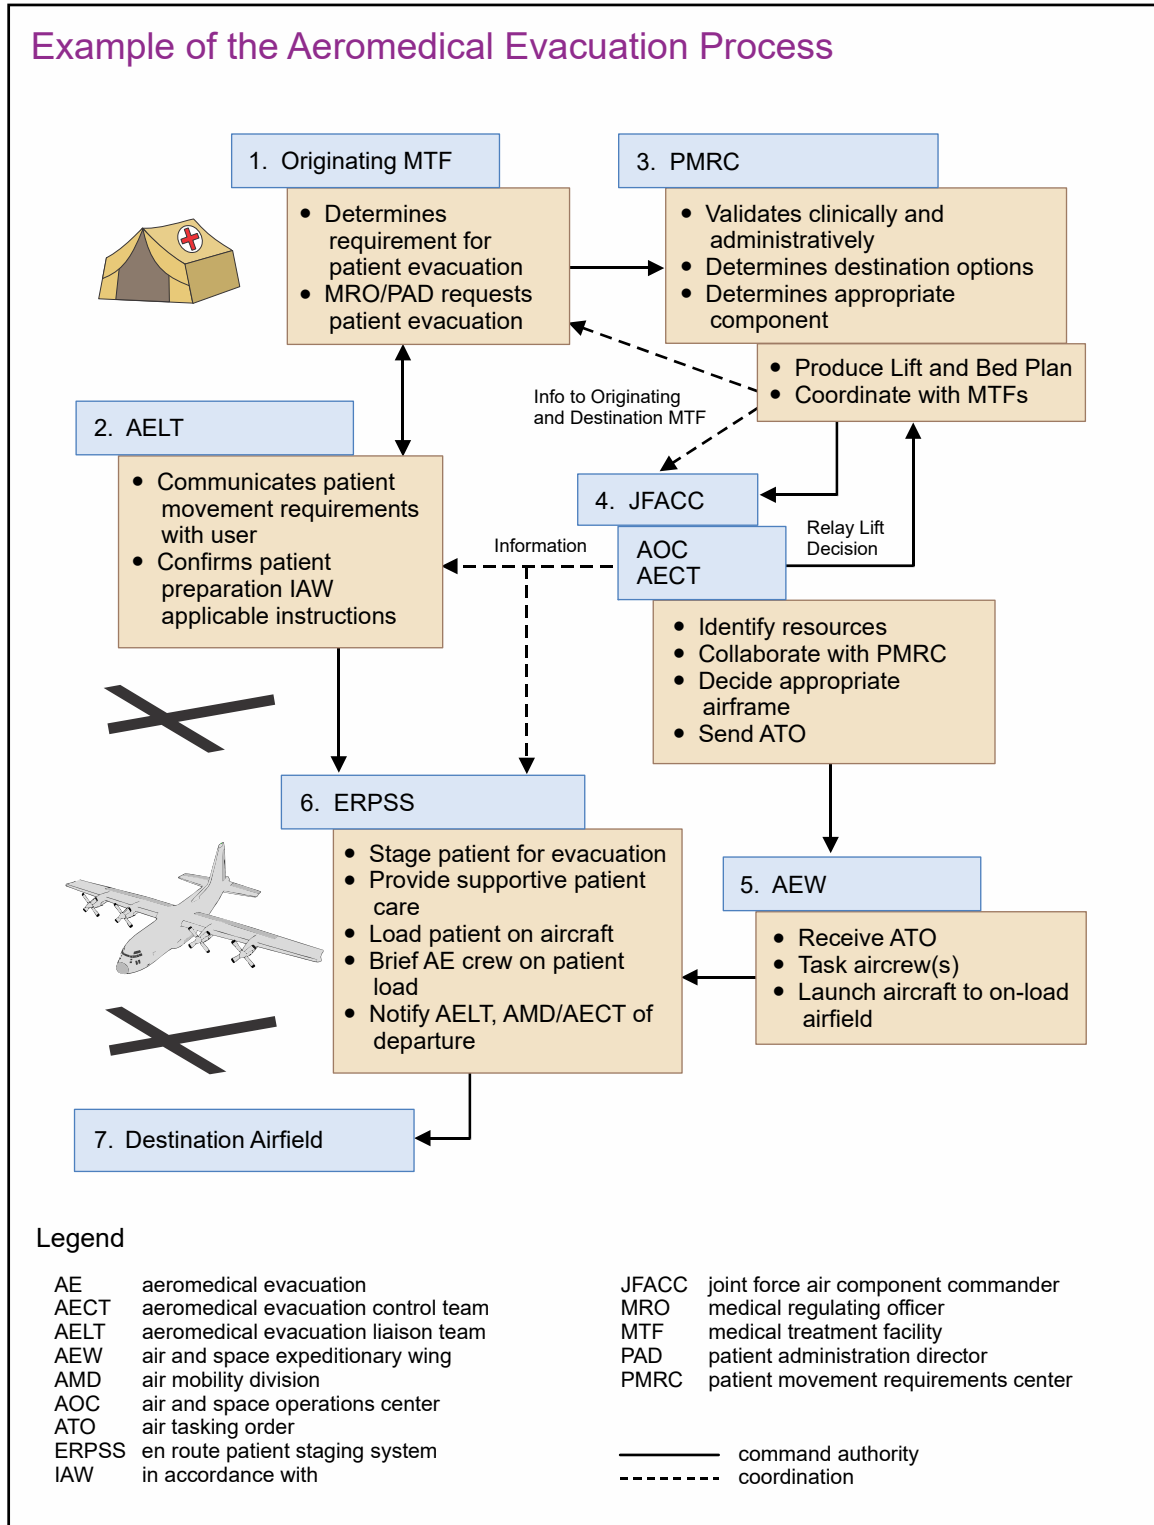 Example of the Aeromedical Evacuation Process
1. Originating MTF
• Determines
requirement for
patient evacuation
• MRO/PAD requests
patient evacuation
3. PMRC
• Validates clinically and
administratively
• Determines destination options
• Determines appropriate
component
• Produce Lift and Bed Plan
• Coordinate with MTFs
Info to Originating
and Destination MTF
2. AELT
• Communicates patient
movement requirements
with user
• Confirms patient
preparation IAW
applicable instructions
Information
4. JFACC
AOC
AECT
Relay Lift
Decision
• Identify resources
• Collaborate with PMRC
• Decide appropriate
airframe
• Send ATO
6. ERPSS
• Stage patient for evacuation
• Provide supportive patient
care
• Load patient on aircraft
• Brief AE crew on patient
load
• Notify AELT, AMD/AECT of
departure
5. AEW
• Receive ATO
• Task aircrew(s)
• Launch aircraft to on-load
airfield
7. Destination Airfield
Legend
AE aeromedical evacuation
AECT aeromedical evacuation control team
AELT aeromedical evacuation liaison team
AEW air and space expeditionary wing
AMD air mobility division
AOC air and space operations center
ATO air tasking order
ERPSS en route patient staging system
IAW in accordance with
JFACC joint force air component commander
MRO medical regulating officer
MTF medical treatment facility
PAD patient administration director
PMRC patient movement requirements center
command authority
coordination